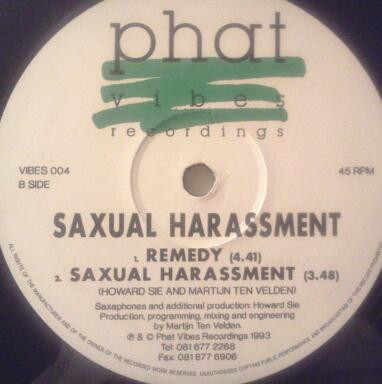 phat
vibes
recordings
VIBES 004
45 RPM
B SIDE
SAXUAL HARASSMENT
1. REMEDY (4.41)
2. SAXUAL HARASSMENT (3.48)
(HOWARD SIE AND MARTIJN TEN VELDEN)
Saxaphones and additional production: Howard Sie
Production, programming, mixing and engineering
by Martijn Ten Velden.
℗ & © Phat Vibes Recordings 1993
Tel: 081 677 2268
Fax: 081 677 6906
ALL RIGHTS OF THE MANUFACTURER AND OF THE OWNER OF THE RECORDED WORK RESERVED. UNAUTHORISED COPYING PUBLIC PERFORMANCE AND BROADCASTING OF THIS RECORD